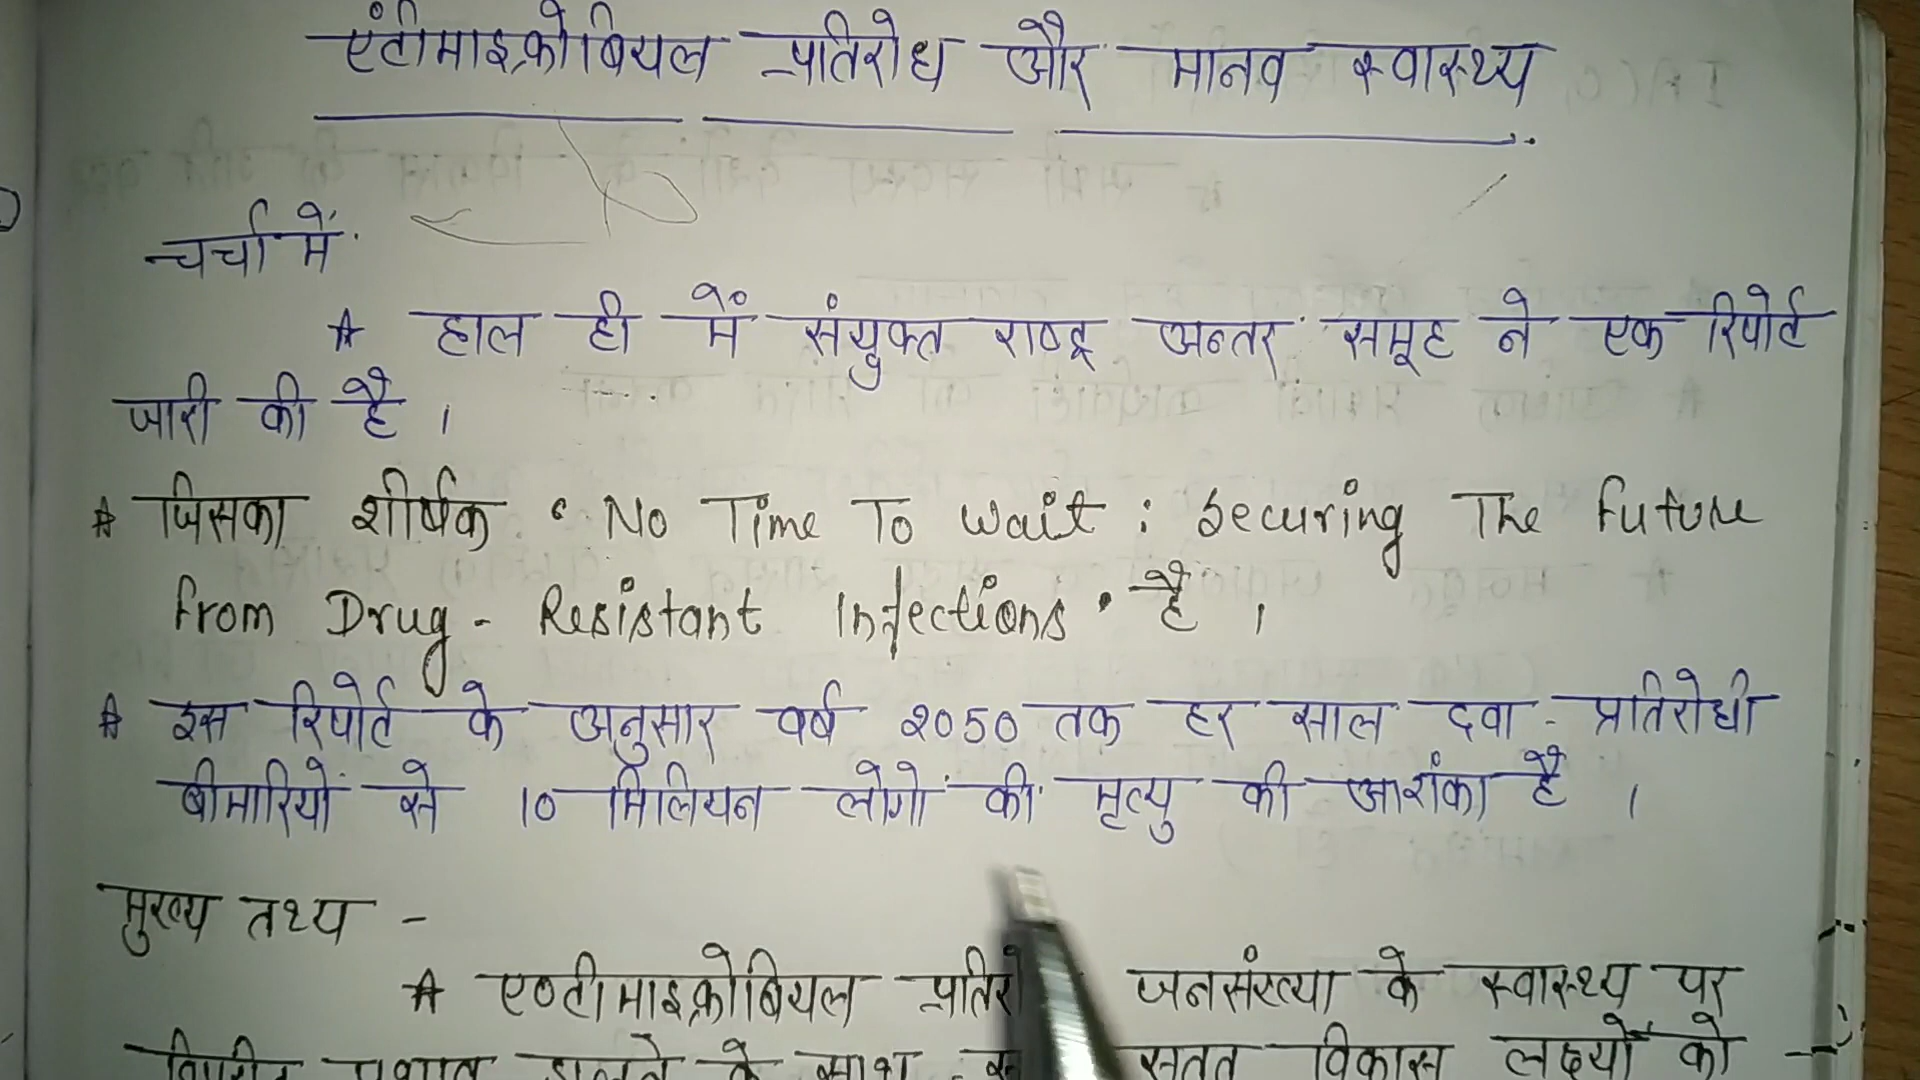 एंटीमाइक्रोबियल प्रतिरोध और मानव स्वास्थ्य
चर्चा में
* हाल ही में संयुक्त राष्ट्र अन्तर समूह ने एक रिपोर्ट
जारी की है ।
* जिसका शीर्षक ' No Time To Wait : Securing The Future
From Drug - Resistant Infections ' है ।
* इस रिपोर्ट के अनुसार वर्ष 2050 तक हर साल दवा - प्रतिरोधी
बीमारियों से 10 मिलियन लोगों की मृत्यु की आशंका है ।
मुख्य तथ्य -
* एण्टीमाइक्रोबियल जनसंख्या के स्वास्थ्य पर
के साथ सतत विकास लक्ष्यों को